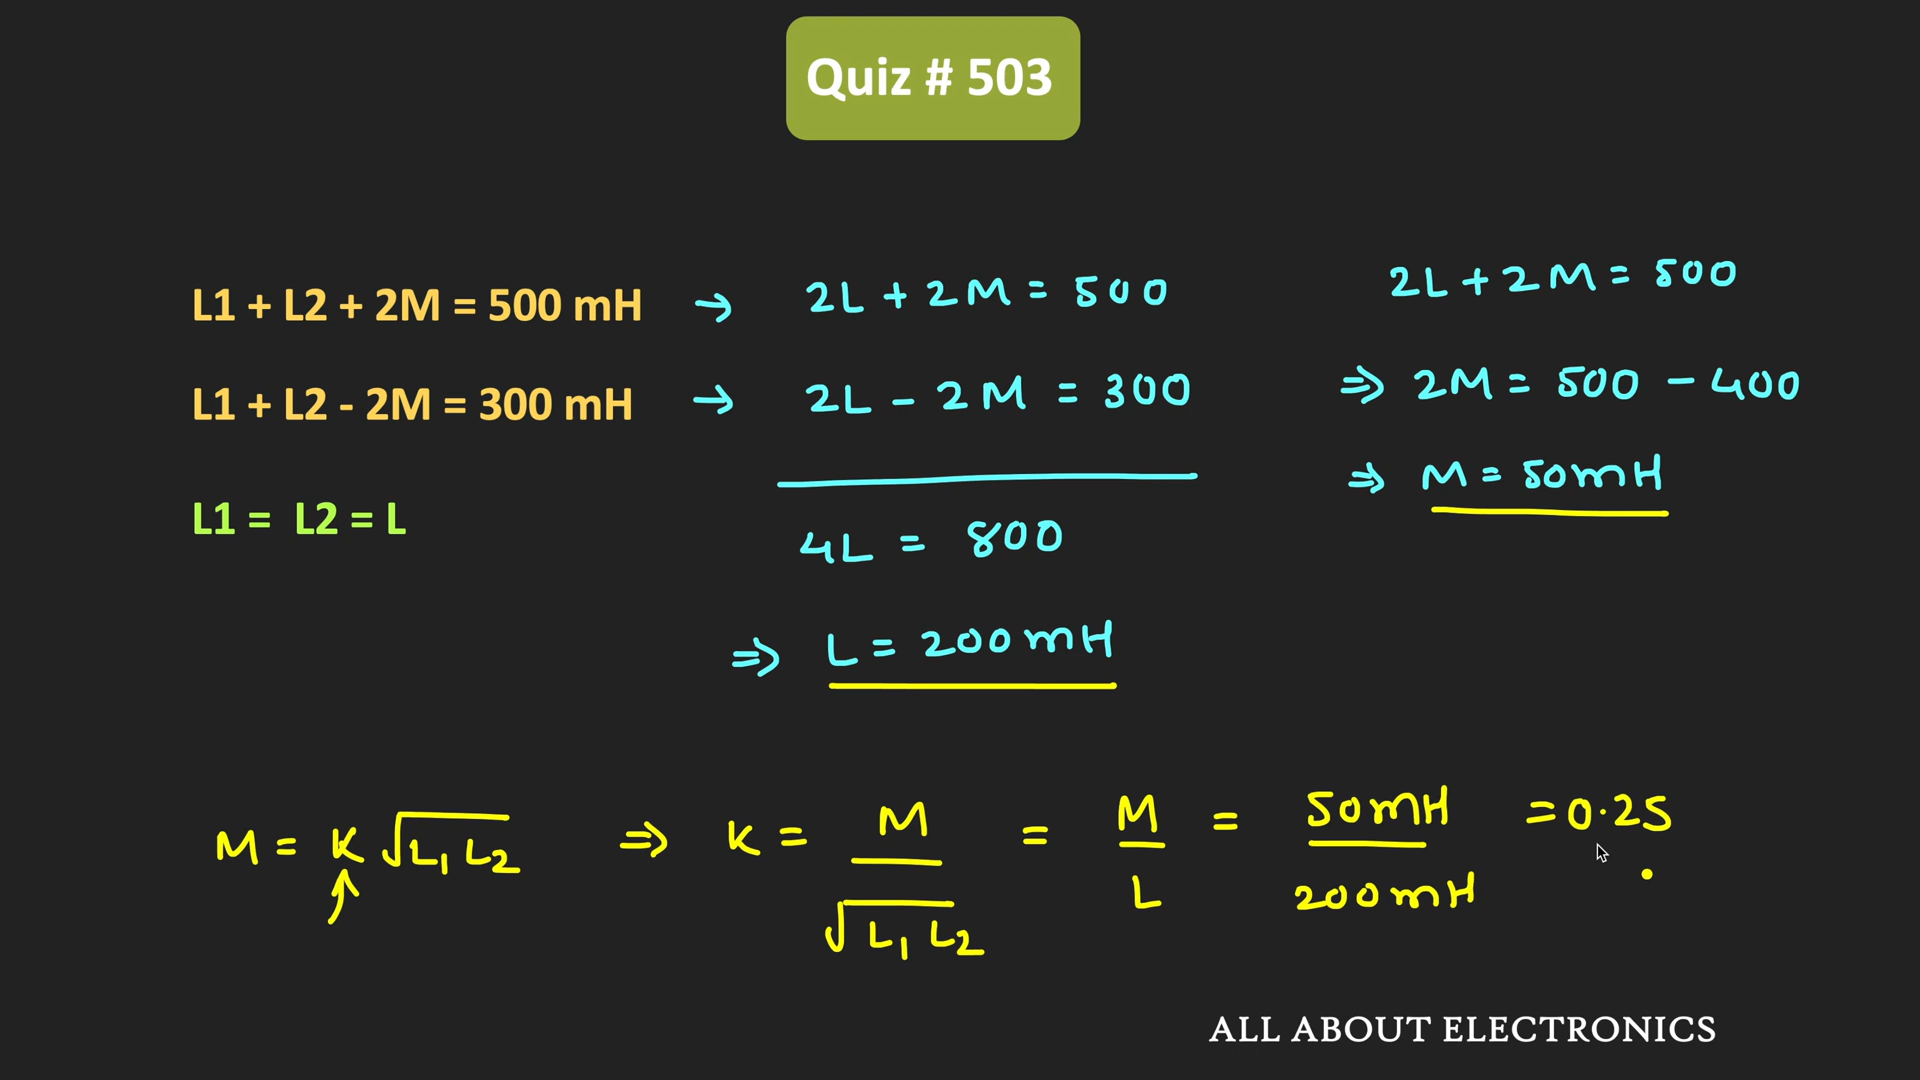 Quiz # 503
L1 + L2 + 2M = 500 mH → 2L + 2M = 500
L1 + L2 - 2M = 300 mH → 2L - 2M = 300
L1 = L2 = L
4L = 800
⇒ L = 200mH
2L + 2M = 500
⇒ 2M = 500 - 400
⇒ M = 50mH
M = K √L1 L2 ⇒ K = M / √L1 L2 = M / L = 50mH / 200mH = 0.25
ALL ABOUT ELECTRONICS